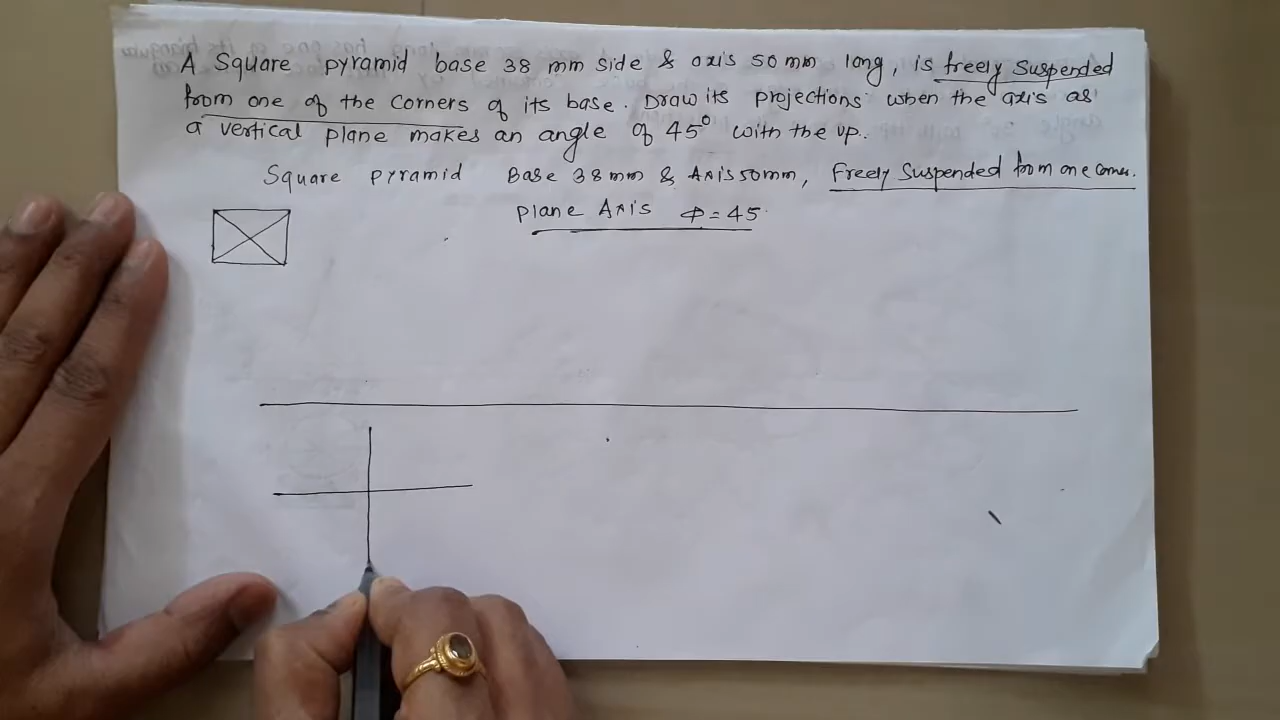 A Square pyramid base 38 mm side & axis 50 mm long, is freely suspended
from one of the corners of its base. Draw its projections when the axis as
a vertical plane makes an angle of 45° with the vp.
Square pyramid Base 38 mm & Axis 50mm, Freely Suspended from one corner.
plane Axis ϕ = 45